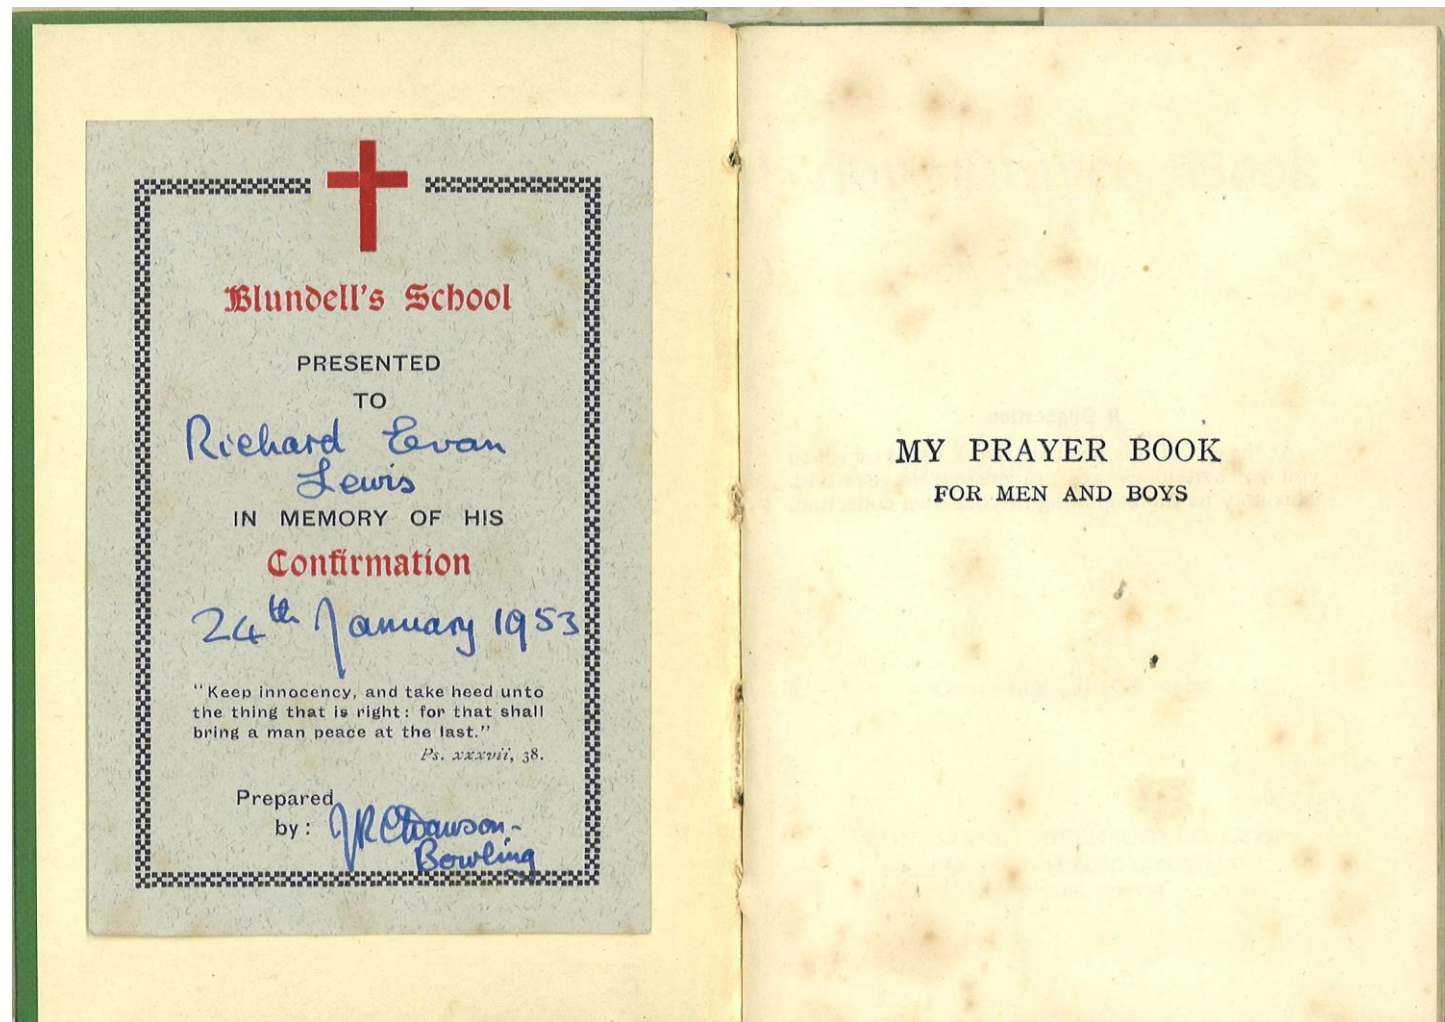 Blundell's School
PRESENTED
TO
Richard Evan
Lewis
IN MEMORY OF HIS
Confirmation
24th January 1953
"Keep innocency, and take heed unto
the thing that is right: for that shall
bring a man peace at the last."
Ps. xxxvii, 38.
Prepared
by:
Dawson-
Bowling
MY PRAYER BOOK
FOR MEN AND BOYS